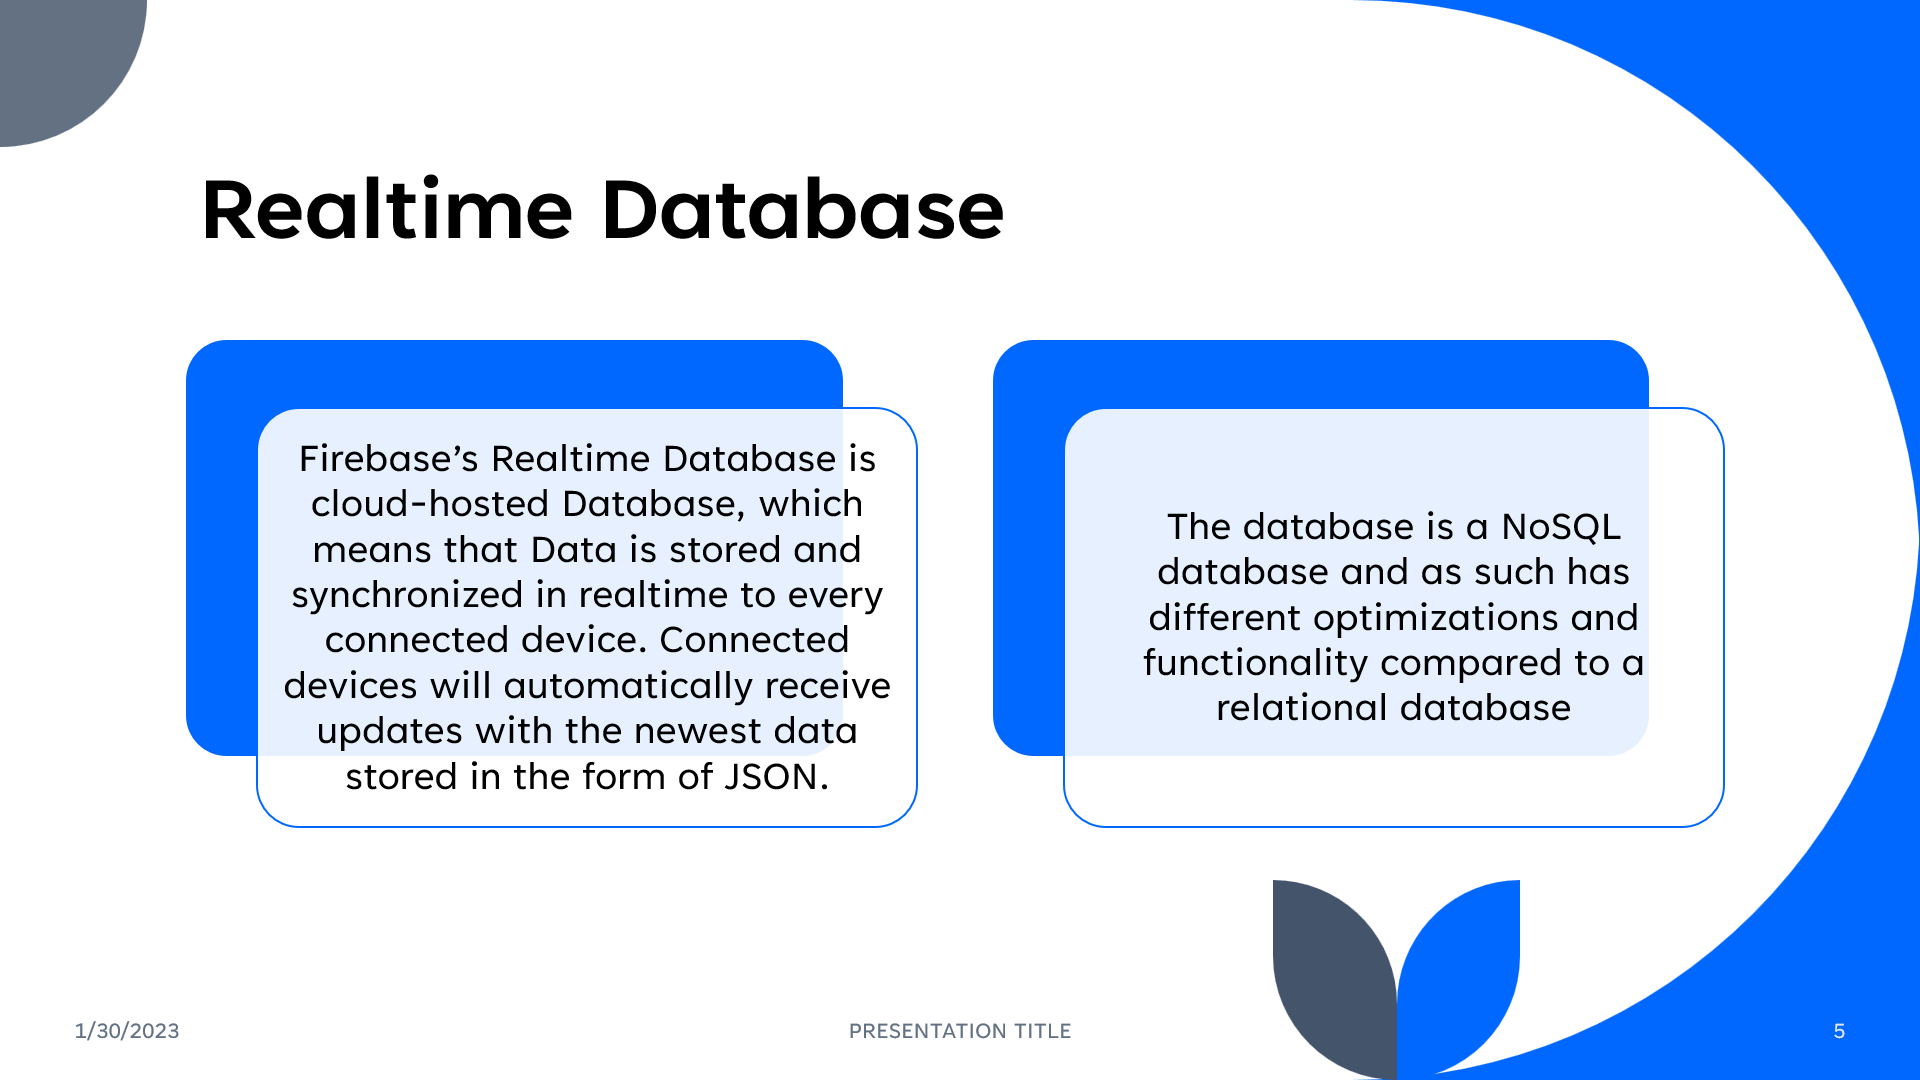 Realtime Database
Firebase’s Realtime Database is
cloud-hosted Database, which
means that Data is stored and
synchronized in realtime to every
connected device. Connected
devices will automatically receive
updates with the newest data
stored in the form of JSON.
The database is a NoSQL
database and as such has
different optimizations and
functionality compared to a
relational database
1/30/2023
PRESENTATION TITLE
5